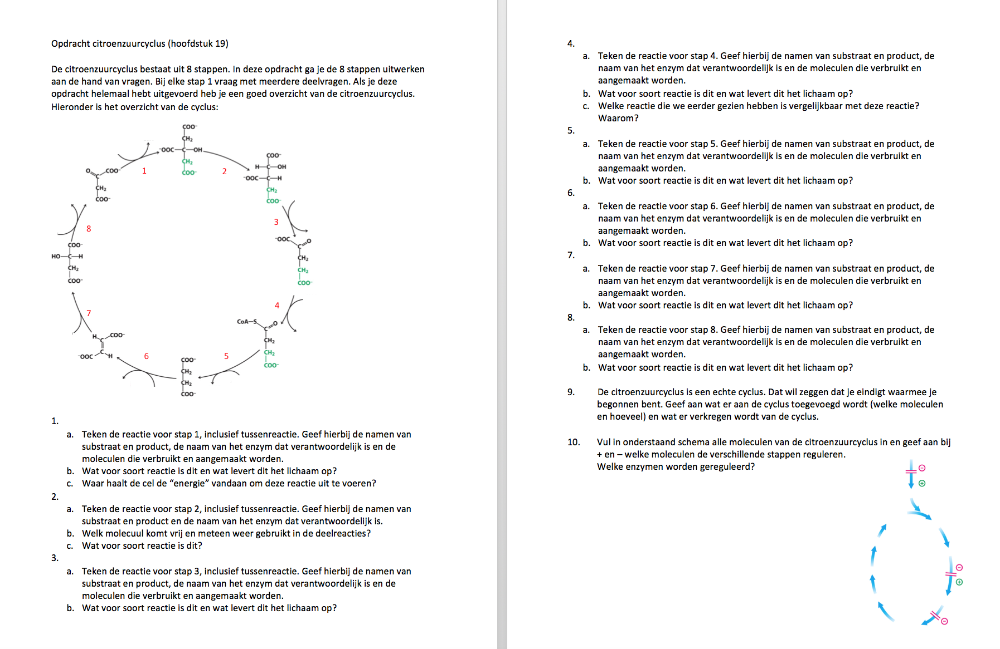 Opdracht citroenzuurcyclus (hoofdstuk 19)
De citroenzuurcyclus bestaat uit 8 stappen. In deze opdracht ga je de 8 stappen uitwerken
aan de hand van vragen. Bij elke stap 1 vraag met meerdere deelvragen. Als je deze
opdracht helemaal hebt uitgevoerd heb je een goed overzicht van de citroenzuurcyclus.
Hieronder is het overzicht van de cyclus:
COO-
CH2
-OOC—C—OH
CH2
COO-
1
2
COO-
H—C—OH
-OOC—C—H
CH2
COO-
O
C
COO-
CH2
COO-
3
8
-OOC
C
O
CH2
CH2
COO-
COO-
HO—C—H
CH2
COO-
4
7
CoA—S
C
O
CH2
CH2
COO-
H
C
COO-
-OOC
C
H
6
5
COO-
CH2
CH2
COO-
1.
a. Teken de reactie voor stap 1, inclusief tussenreactie. Geef hierbij de namen van
substraat en product, de naam van het enzym dat verantwoordelijk is en de
moleculen die verbruikt en aangemaakt worden.
b. Wat voor soort reactie is dit en wat levert dit het lichaam op?
c. Waar haalt de cel de “energie” vandaan om deze reactie uit te voeren?
2.
a. Teken de reactie voor stap 2, inclusief tussenreactie. Geef hierbij de namen van
substraat en product en de naam van het enzym dat verantwoordelijk is.
b. Welk molecuul komt vrij en meteen weer gebruikt in de deelreacties?
c. Wat voor soort reactie is dit?
3.
a. Teken de reactie voor stap 3, inclusief tussenreactie. Geef hierbij de namen van
substraat en product, de naam van het enzym dat verantwoordelijk is en de
moleculen die verbruikt en aangemaakt worden.
b. Wat voor soort reactie is dit en wat levert dit het lichaam op?
4.
a. Teken de reactie voor stap 4. Geef hierbij de namen van substraat en product, de
naam van het enzym dat verantwoordelijk is en de moleculen die verbruikt en
aangemaakt worden.
b. Wat voor soort reactie is dit en wat levert dit het lichaam op?
c. Welke reactie die we eerder gezien hebben is vergelijkbaar met deze reactie?
Waarom?
5.
a. Teken de reactie voor stap 5. Geef hierbij de namen van substraat en product, de
naam van het enzym dat verantwoordelijk is en de moleculen die verbruikt en
aangemaakt worden.
b. Wat voor soort reactie is dit en wat levert dit het lichaam op?
6.
a. Teken de reactie voor stap 6. Geef hierbij de namen van substraat en product, de
naam van het enzym dat verantwoordelijk is en de moleculen die verbruikt en
aangemaakt worden.
b. Wat voor soort reactie is dit en wat levert dit het lichaam op?
7.
a. Teken de reactie voor stap 7. Geef hierbij de namen van substraat en product, de
naam van het enzym dat verantwoordelijk is en de moleculen die verbruikt en
aangemaakt worden.
b. Wat voor soort reactie is dit en wat levert dit het lichaam op?
8.
a. Teken de reactie voor stap 8. Geef hierbij de namen van substraat en product, de
naam van het enzym dat verantwoordelijk is en de moleculen die verbruikt en
aangemaakt worden.
b. Wat voor soort reactie is dit en wat levert dit het lichaam op?
9. De citroenzuurcyclus is een echte cyclus. Dat wil zeggen dat je eindigt waarmee je
begonnen bent. Geef aan wat er aan de cyclus toegevoegd wordt (welke moleculen
en hoeveel) en wat er verkregen wordt van de cyclus.
10. Vul in onderstaand schema alle moleculen van de citroenzuurcyclus in en geef aan bij
+ en – welke moleculen de verschillende stappen reguleren.
Welke enzymen worden gereguleerd?
−
+
−
+
−